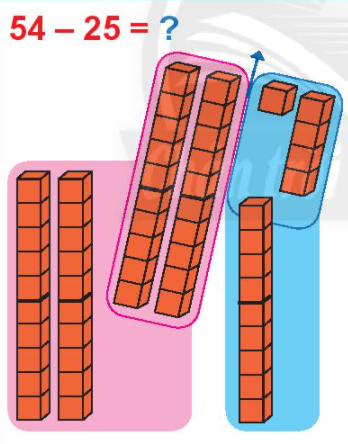 54 – 25 = ?